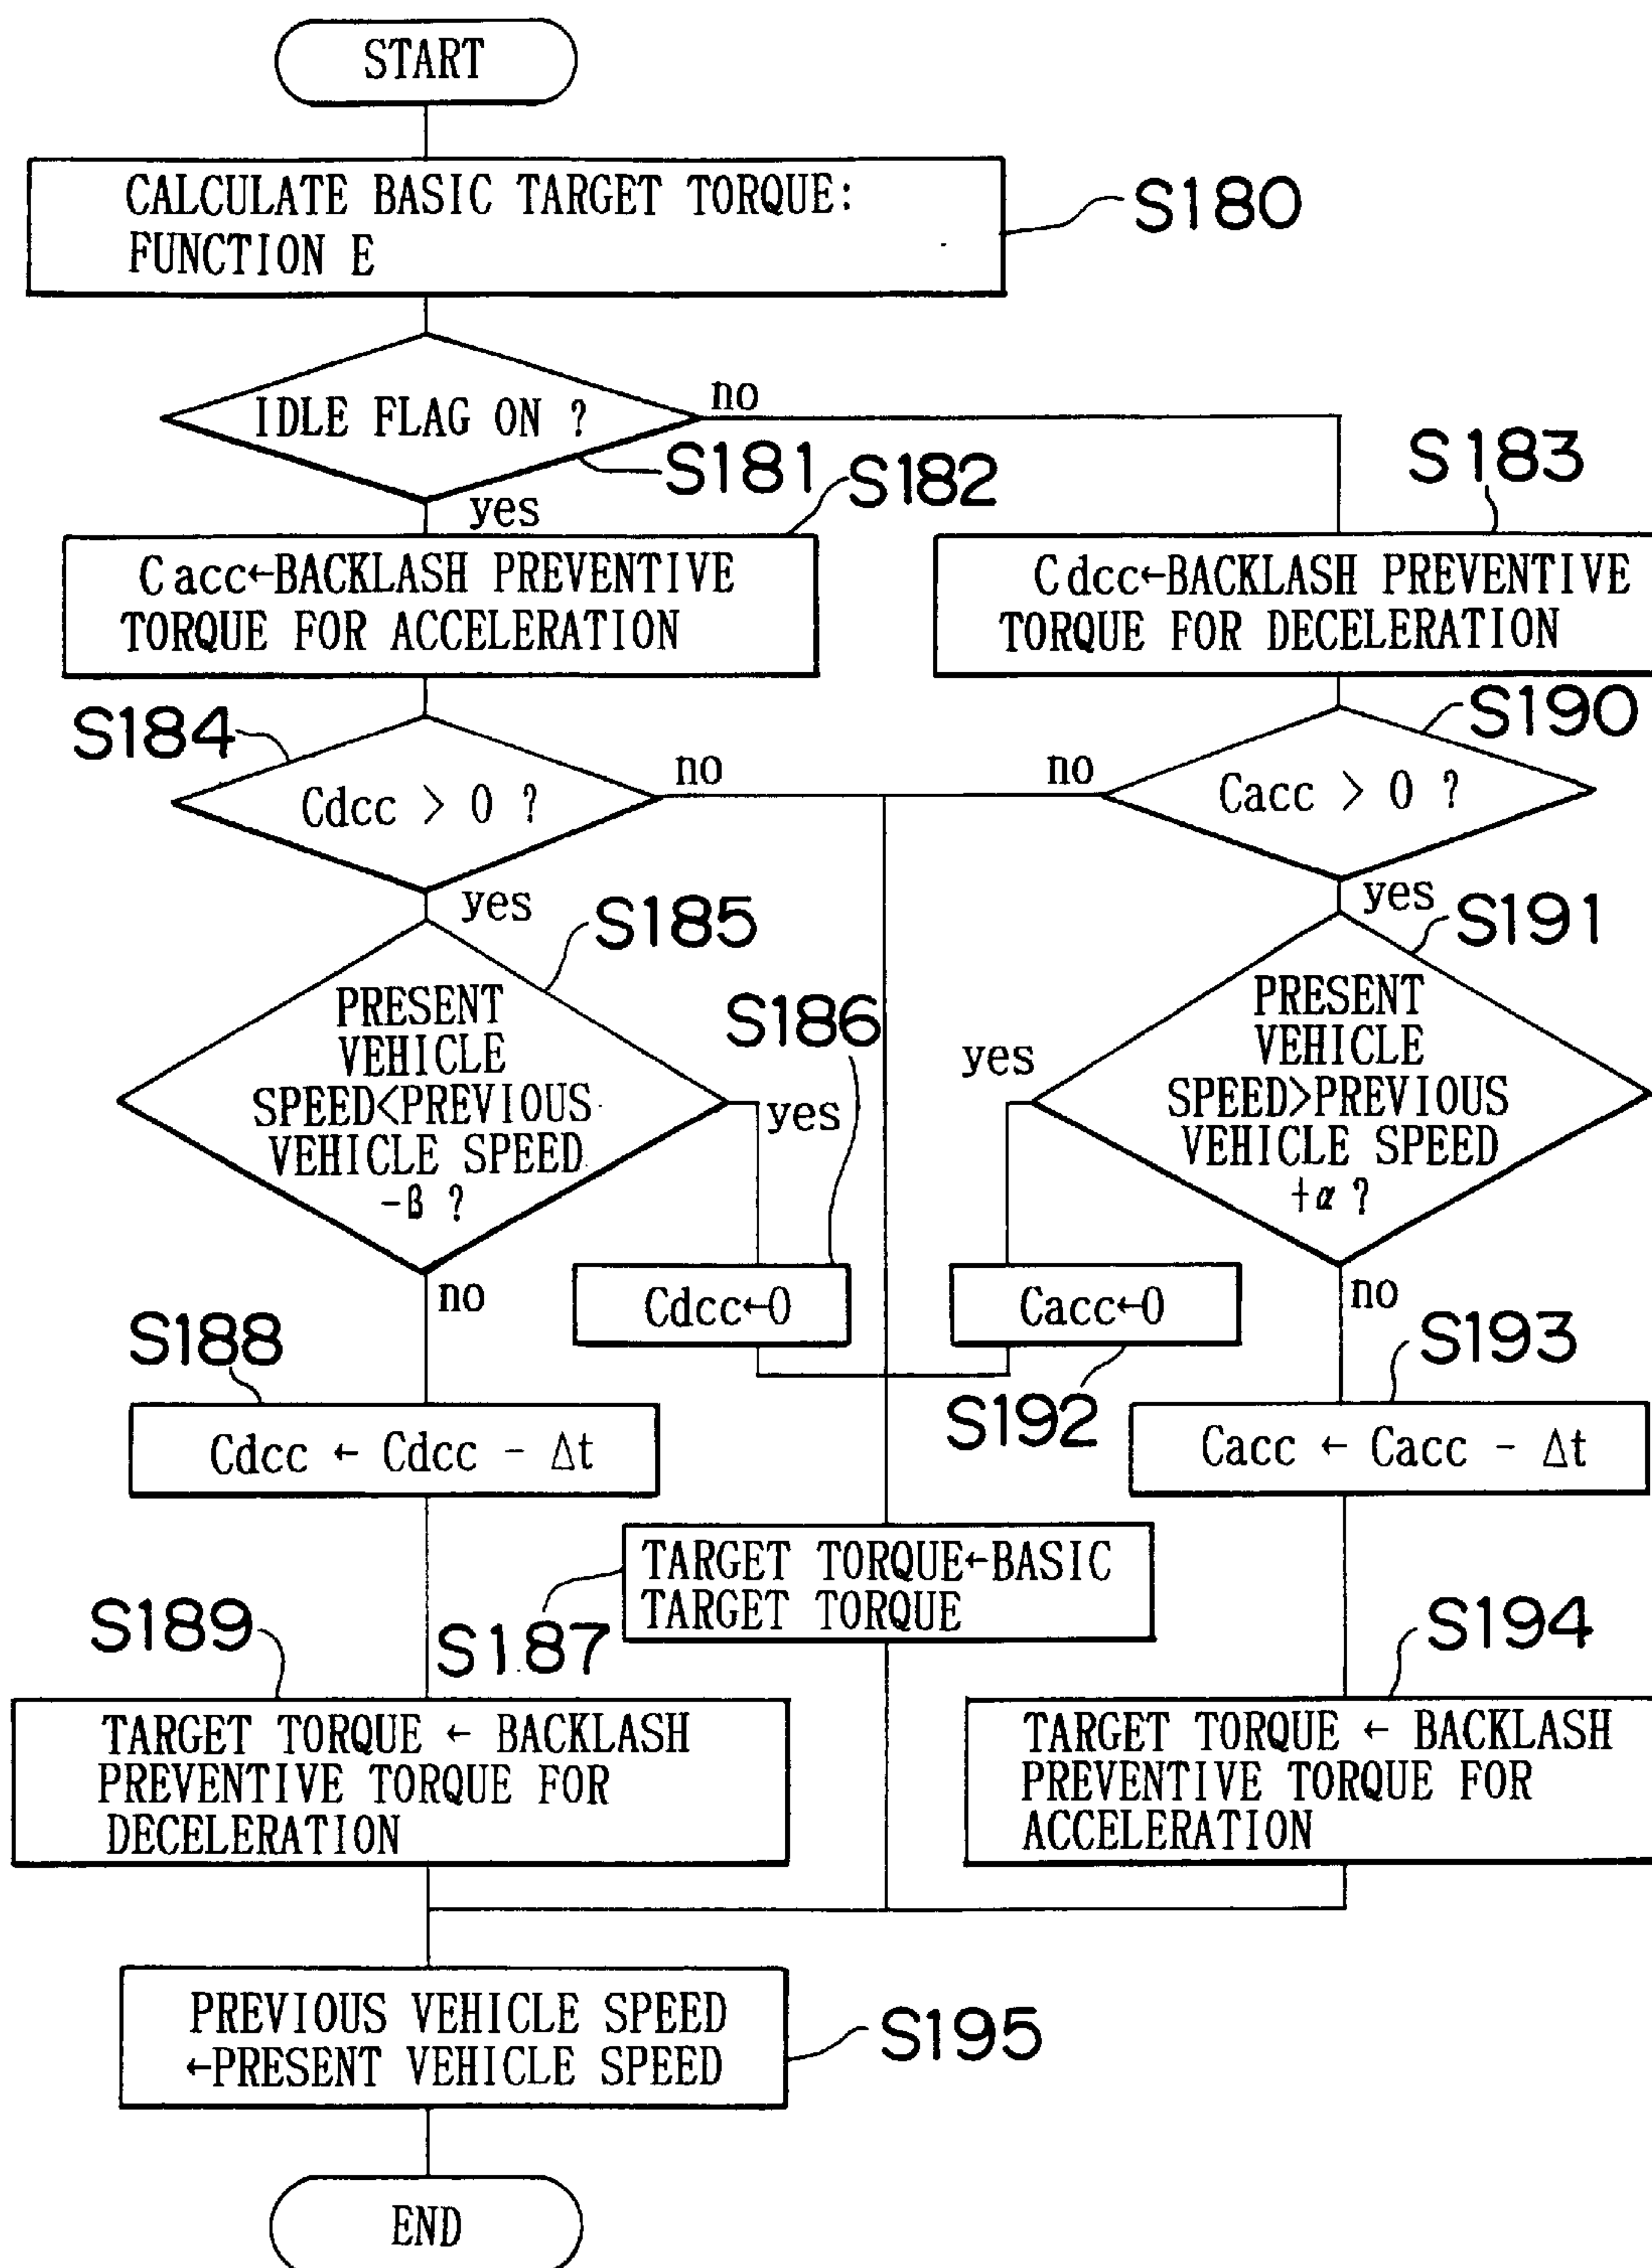 START
CALCULATE BASIC TARGET TORQUE:
FUNCTION E
S180
IDLE FLAG ON ?
no
S181
yes
S182
S183
Cacc←BACKLASH PREVENTIVE
TORQUE FOR ACCELERATION
Cdcc←BACKLASH PREVENTIVE
TORQUE FOR DECELERATION
S184
Cdcc > 0 ?
no
yes
S190
no
Cacc > 0 ?
yes
S185
PRESENT
VEHICLE
SPEED<PREVIOUS
VEHICLE SPEED
-β ?
yes
no
S186
Cdcc←0
S191
PRESENT
VEHICLE
SPEED>PREVIOUS
VEHICLE SPEED
+α ?
yes
no
Cacc←0
S192
S188
Cdcc ← Cdcc - Δt
S193
Cacc ← Cacc - Δt
TARGET TORQUE←BASIC
TARGET TORQUE
S187
S189
TARGET TORQUE ← BACKLASH
PREVENTIVE TORQUE FOR
DECELERATION
S194
TARGET TORQUE ← BACKLASH
PREVENTIVE TORQUE FOR
ACCELERATION
PREVIOUS VEHICLE SPEED
←PRESENT VEHICLE SPEED
S195
END